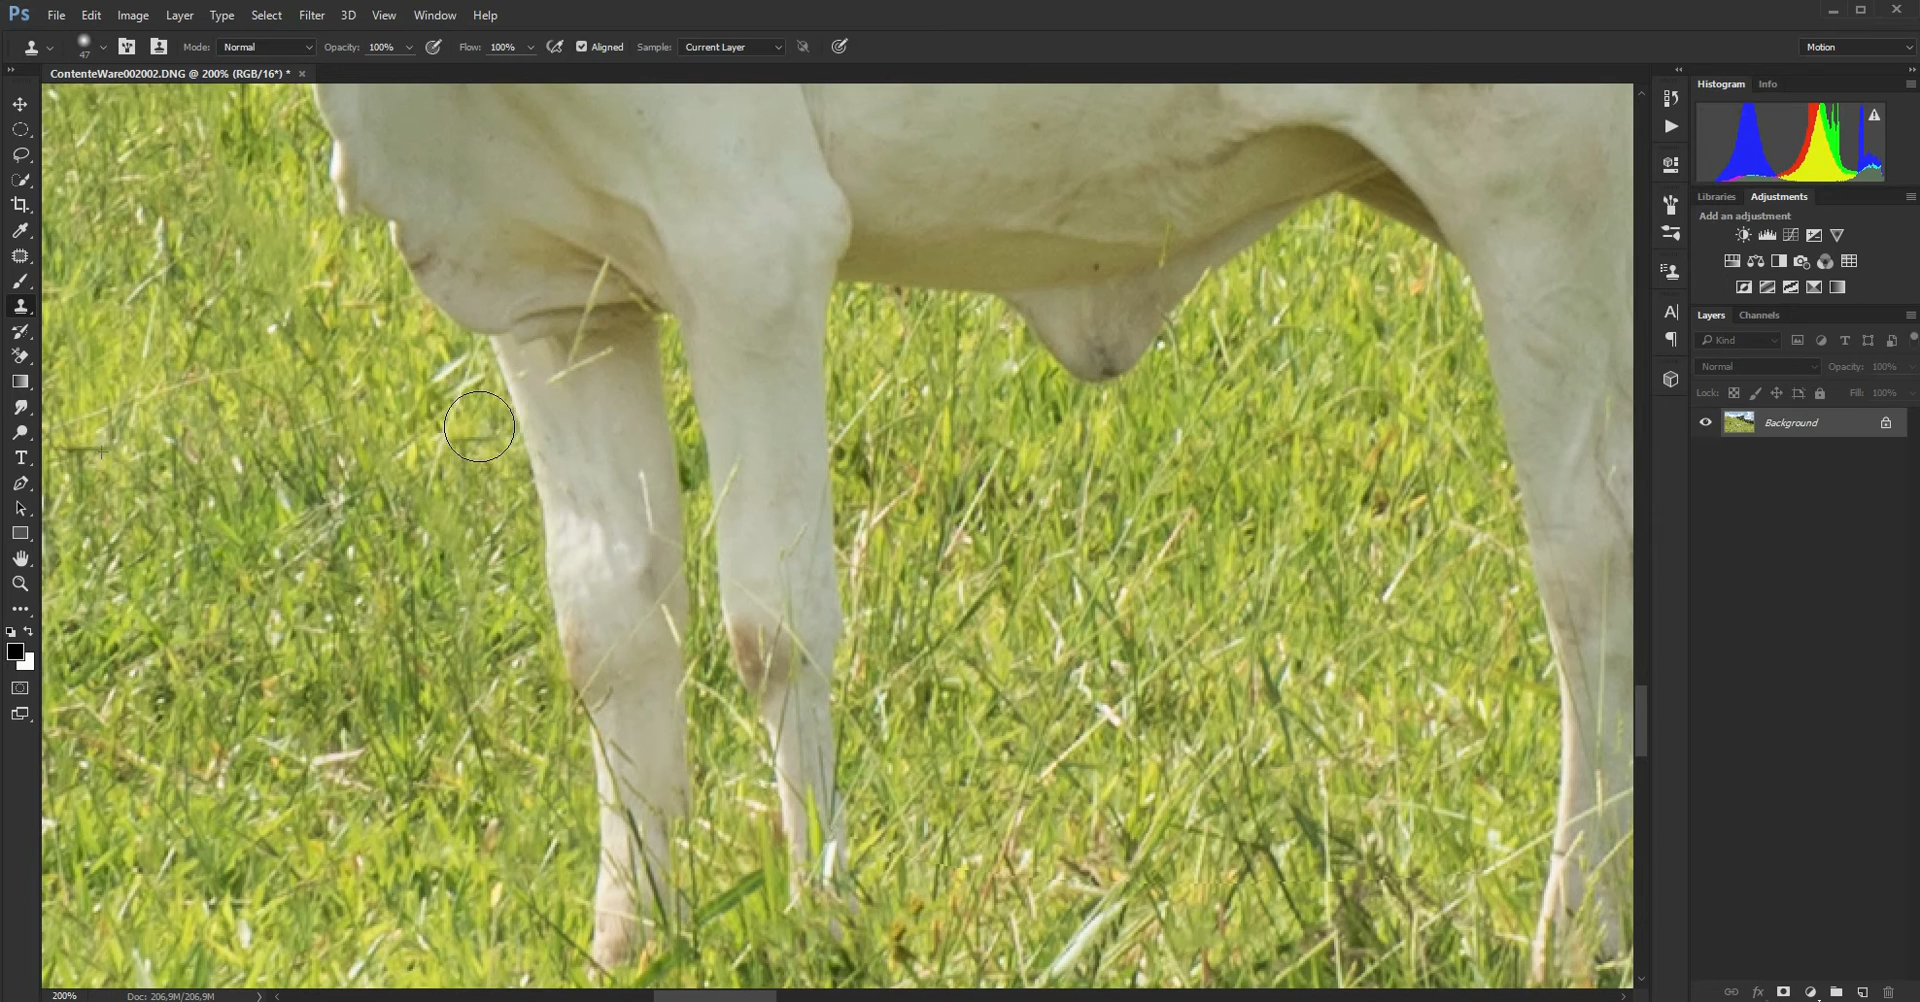 Ps File Edit Image Layer Type Select Filter 3D View Window Help
47 Mode: Normal Opacity: 100% Flow: 100% Aligned Sample: Current Layer Motion
ContenteWare002002.DNG @ 200% (RGB/16*) *
Histogram Info
Libraries Adjustments
Add an adjustment
Layers Channels
Kind
Normal Opacity: 100%
Lock: Fill: 100%
Background
200% Doc: 206,9M/206,9M